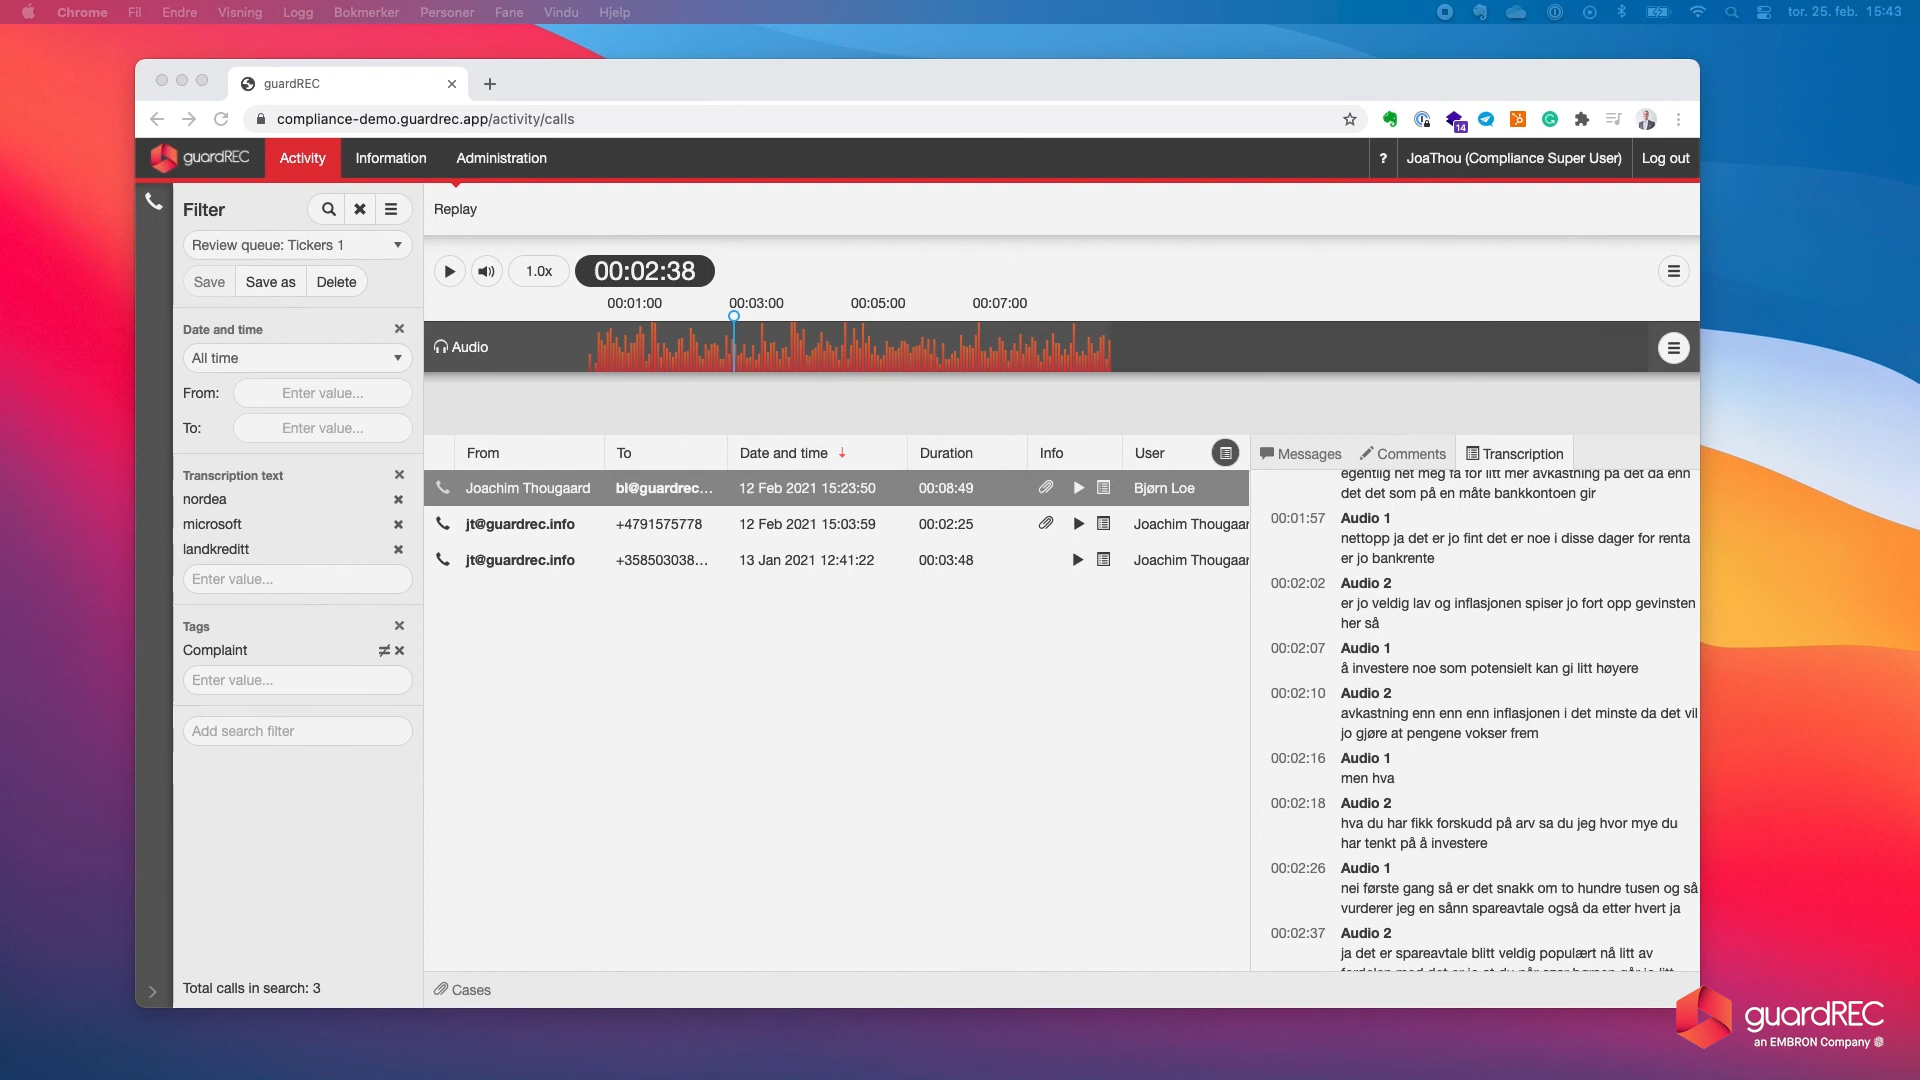 Chrome Fil Endre Visning Logg Bokmerker Personer Fane Vindu Hjelp tor. 25. feb. 15:43
guardREC
compliance-demo.guardrec.app/activity/calls
14
guardREC Activity Information Administration ? JoaThou (Compliance Super User) Log out
Filter
Review queue: Tickers 1
Save Save as Delete
Date and time
All time
From: Enter value...
To: Enter value...
Transcription text
nordea
microsoft
landkreditt
Enter value...
Tags
Complaint ≠
Enter value...
Add search filter
Total calls in search: 3
Replay
1.0x 00:02:38
00:01:00 00:03:00 00:05:00 00:07:00
Audio
From To Date and time Duration Info User
Joachim Thougaard bl@guardrec... 12 Feb 2021 15:23:50 00:08:49 Bjørn Loe
jt@guardrec.info +4791575778 12 Feb 2021 15:03:59 00:02:25 Joachim Thougaar
jt@guardrec.info +358503038... 13 Jan 2021 12:41:22 00:03:48 Joachim Thougaar
Cases
Messages Comments Transcription
egentlig het meg få for litt mer avkastning på det da enn
det det som på en måte bankkontoen gir
00:01:57 Audio 1
nettopp ja det er jo fint det er noe i disse dager for renta
er jo bankrente
00:02:02 Audio 2
er jo veldig lav og inflasjonen spiser jo fort opp gevinsten
her så
00:02:07 Audio 1
å investere noe som potensielt kan gi litt høyere
00:02:10 Audio 2
avkastning enn enn enn inflasjonen i det minste da det vil
jo gjøre at pengene vokser frem
00:02:16 Audio 1
men hva
00:02:18 Audio 2
hva du har fikk forskudd på arv sa du jeg hvor mye du
har tenkt på å investere
00:02:26 Audio 1
nei første gang så er det snakk om to hundre tusen og så
vurderer jeg en sånn spareavtale også da etter hvert ja
00:02:37 Audio 2
ja det er spareavtale blitt veldig populært nå litt av
guardREC
an EMBRON Company